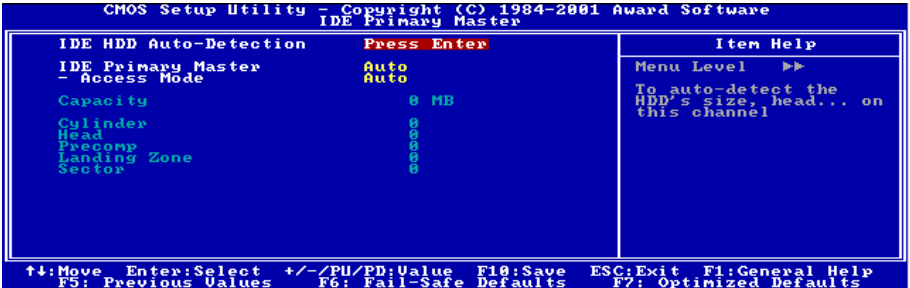 CMOS Setup Utility - Copyright (C) 1984-2001 Award Software
IDE Primary Master
IDE HDD Auto-Detection Press Enter
IDE Primary Master Auto
- Access Mode Auto
Capacity 0 MB
Cylinder 0
Head 0
Precomp 0
Landing Zone 0
Sector 0
Item Help
Menu Level ▶▶
To auto-detect the
HDD's size, head... on
this channel
↑↓:Move Enter:Select +/-/PU/PD:Value F10:Save ESC:Exit F1:General Help
F5: Previous Values F6: Fail-Safe Defaults F7: Optimized Defaults